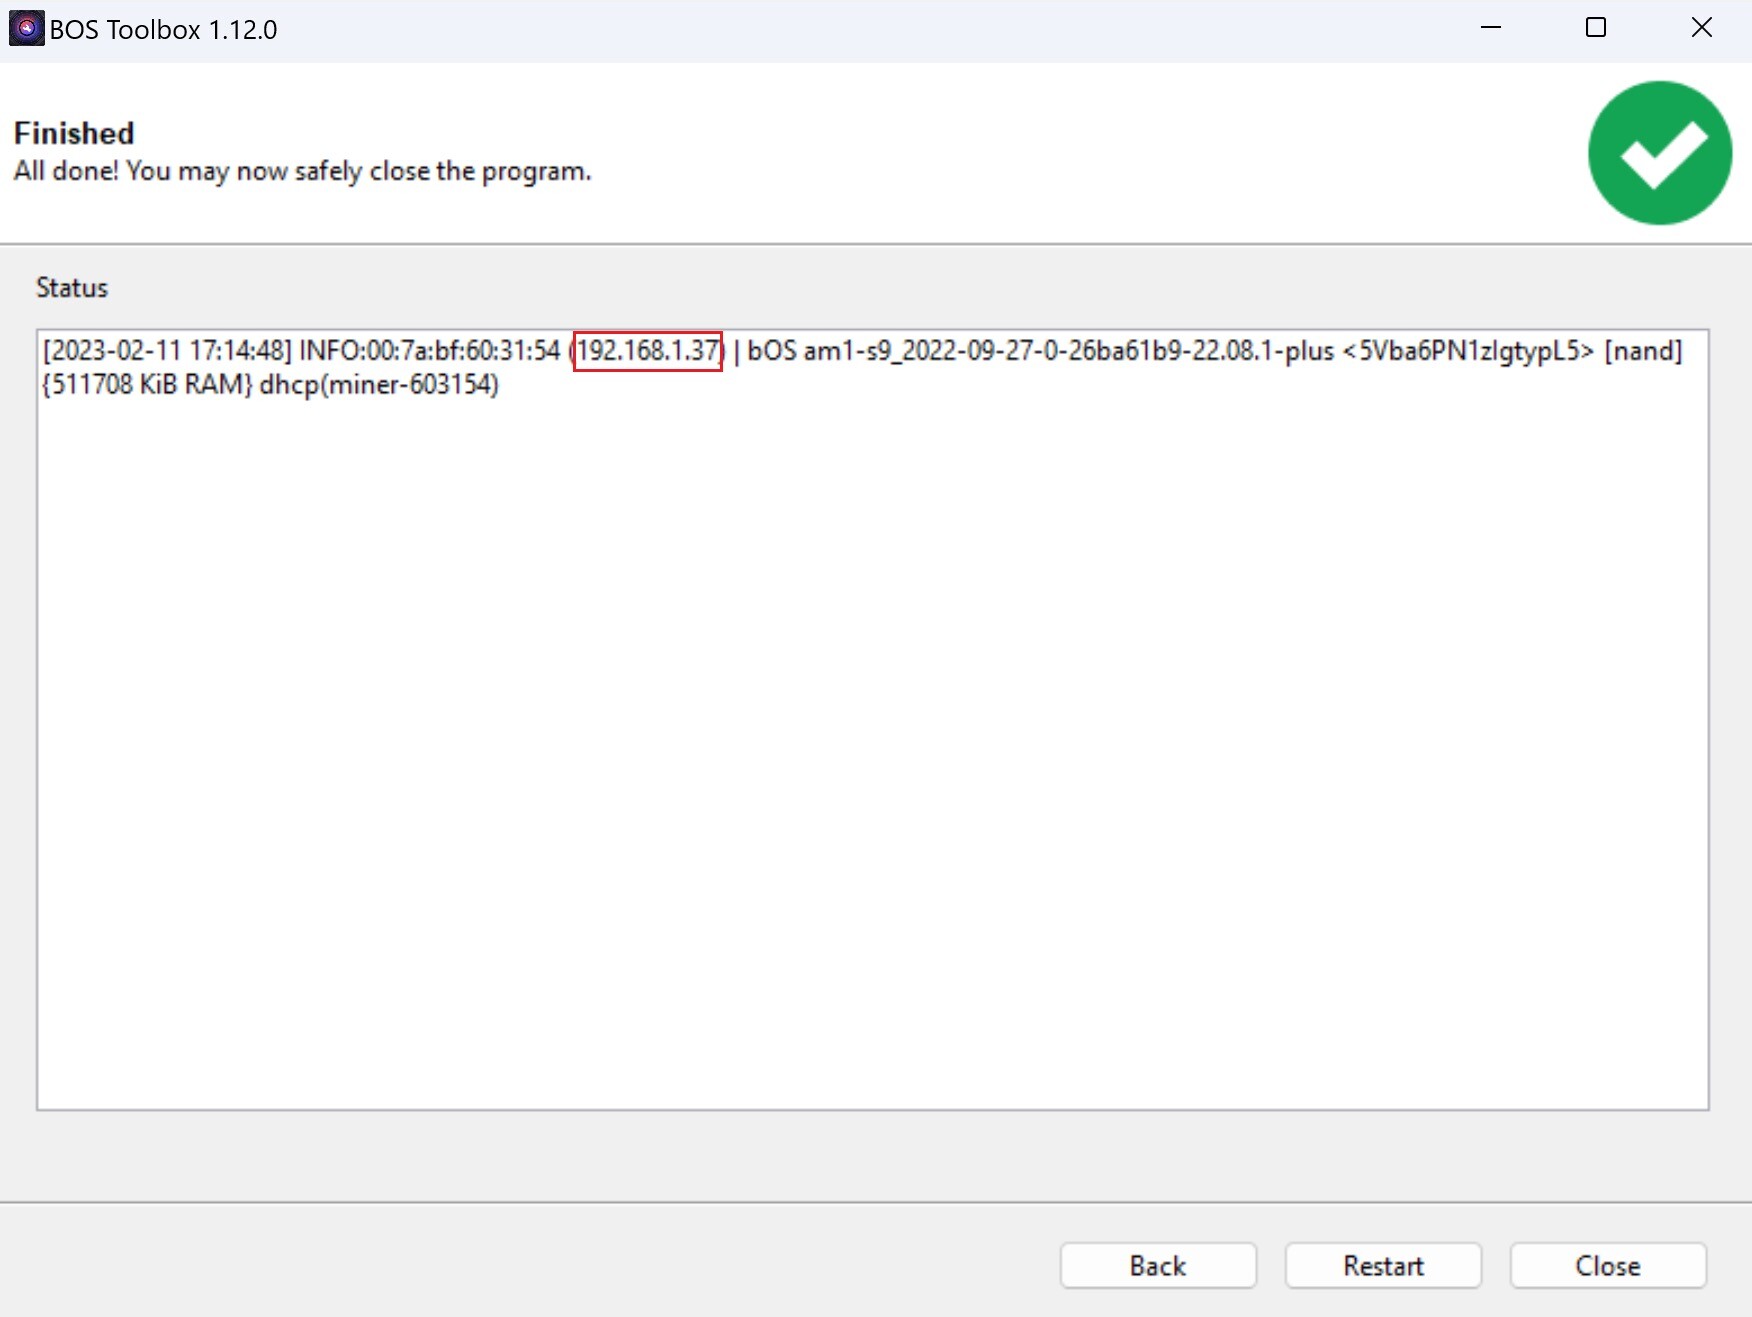 BOS Toolbox 1.12.0
Finished
All done! You may now safely close the program.
Status
[2023-02-11 17:14:48] INFO:00:7a:bf:60:31:54 (192.168.1.37) | bOS am1-s9_2022-09-27-0-26ba61b9-22.08.1-plus <5Vba6PN1zIgtypL5> [nand]
{511708 KiB RAM} dhcp(miner-603154)
Back
Restart
Close